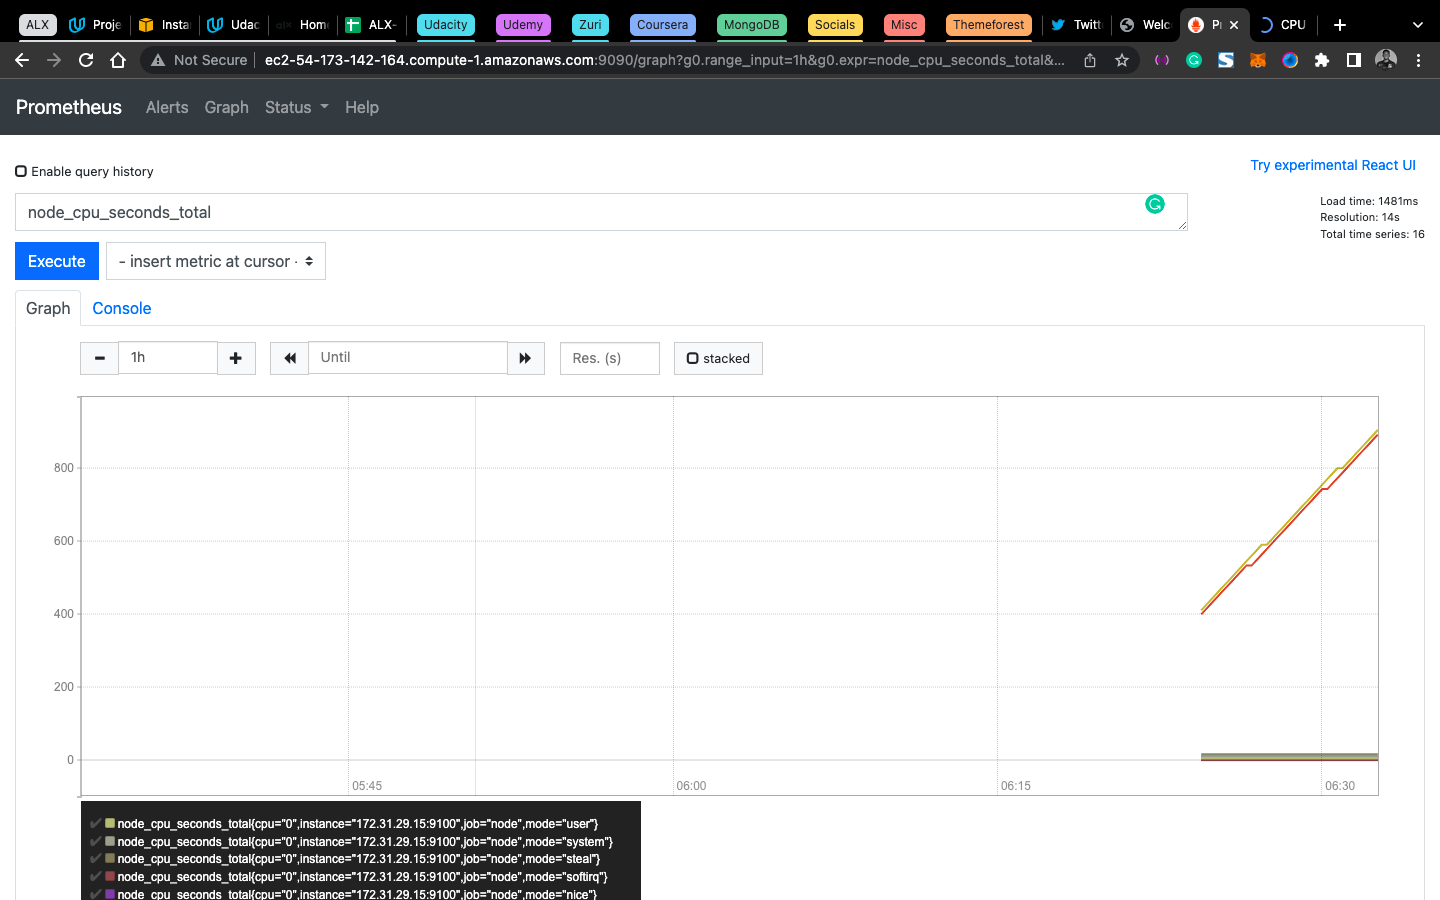 ALX Proje Insta Udac Home ALX- Udacity Udemy Zuri Coursera MongoDB Socials Misc Themeforest Twitt Welc CPU
Not Secure ec2-54-173-142-164.compute-1.amazonaws.com:9090/graph?g0.range_input=1h&g0.expr=node_cpu_seconds_total&...
Prometheus Alerts Graph Status Help
Enable query history
Try experimental React UI
node_cpu_seconds_total
Load time: 1481ms
Resolution: 14s
Total time series: 16
Execute - insert metric at cursor -
Graph Console
1h Until Res. (s) stacked
800
600
400
200
0
05:45 06:00 06:15 06:30
node_cpu_seconds_total{cpu="0",instance="172.31.29.15:9100",job="node",mode="user"}
node_cpu_seconds_total{cpu="0",instance="172.31.29.15:9100",job="node",mode="system"}
node_cpu_seconds_total{cpu="0",instance="172.31.29.15:9100",job="node",mode="steal"}
node_cpu_seconds_total{cpu="0",instance="172.31.29.15:9100",job="node",mode="softirq"}
node_cpu_seconds_total{cpu="0",instance="172.31.29.15:9100",job="node",mode="nice"}